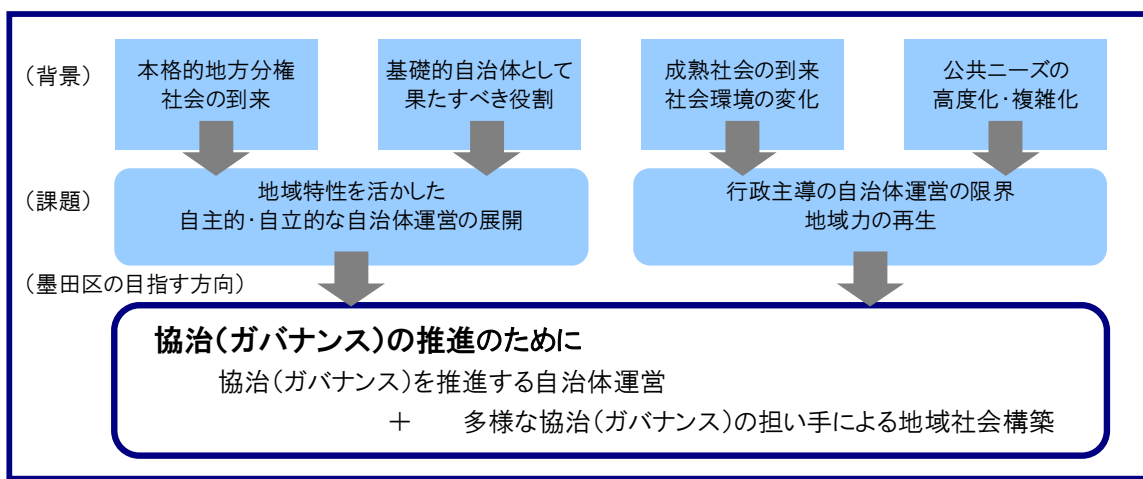 （背景）
本格的地方分権
社会の到来
基礎的自治体として
果たすべき役割
成熟社会の到来
社会環境の変化
公共ニーズの
高度化・複雑化
（課題）
地域特性を活かした
自主的・自立的な自治体運営の展開
行政主導の自治体運営の限界
地域力の再生
（墨田区の目指す方向）
協治（ガバナンス）の推進のために
協治（ガバナンス）を推進する自治体運営
＋　多様な協治（ガバナンス）の担い手による地域社会構築